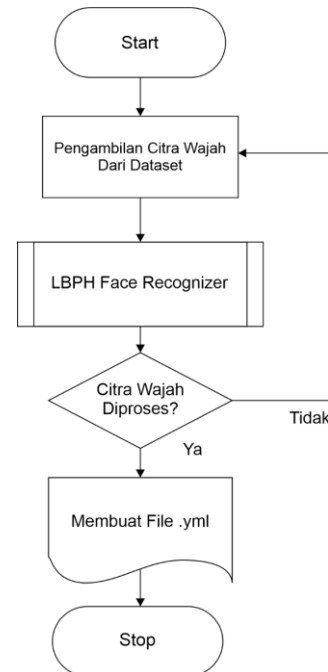 Start
Pengambilan Citra Wajah
Dari Dataset
LBPH Face Recognizer
Citra Wajah
Diproses?
Tidak
Ya
Membuat File .yml
Stop